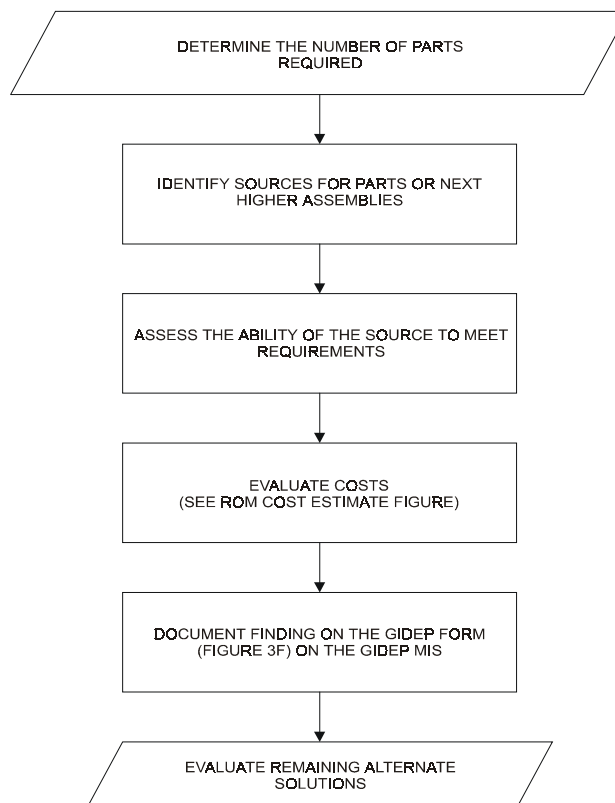 DETERMINE THE NUMBER OF PARTS
REQUIRED
IDENTIFY SOURCES FOR PARTS OR NEXT
HIGHER ASSEMBLIES
ASSESS THE ABILITY OF THE SOURCE TO MEET
REQUIREMENTS
EVALUATE COSTS
(SEE ROM COST ESTIMATE FIGURE)
DOCUMENT FINDING ON THE GIDEP FORM
(FIGURE 3F) ON THE GIDEP MIS
EVALUATE REMAINING ALTERNATE
SOLUTIONS